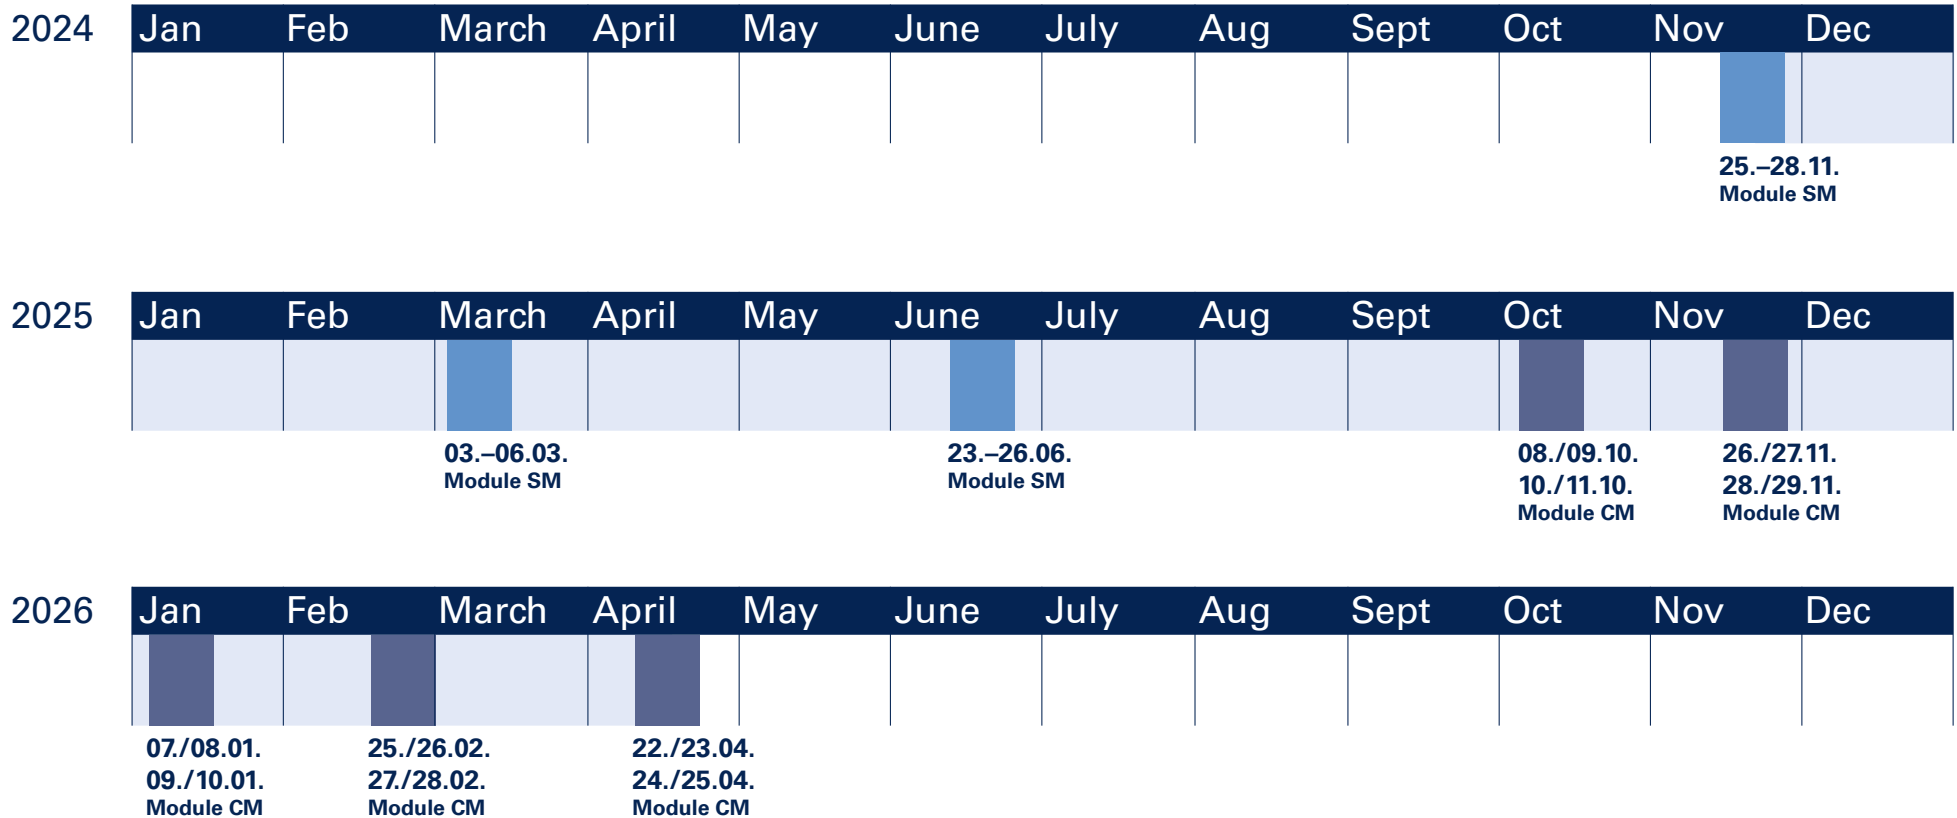 2024 Jan Feb March April May June July Aug Sept Oct Nov Dec
25.–28.11.
Module SM
2025 Jan Feb March April May June July Aug Sept Oct Nov Dec
03.–06.03.
Module SM
23.–26.06.
Module SM
08./09.10.
10./11.10.
Module CM
26./27.11.
28./29.11.
Module CM
2026 Jan Feb March April May June July Aug Sept Oct Nov Dec
07./08.01.
09./10.01.
Module CM
25./26.02.
27./28.02.
Module CM
22./23.04.
24./25.04.
Module CM